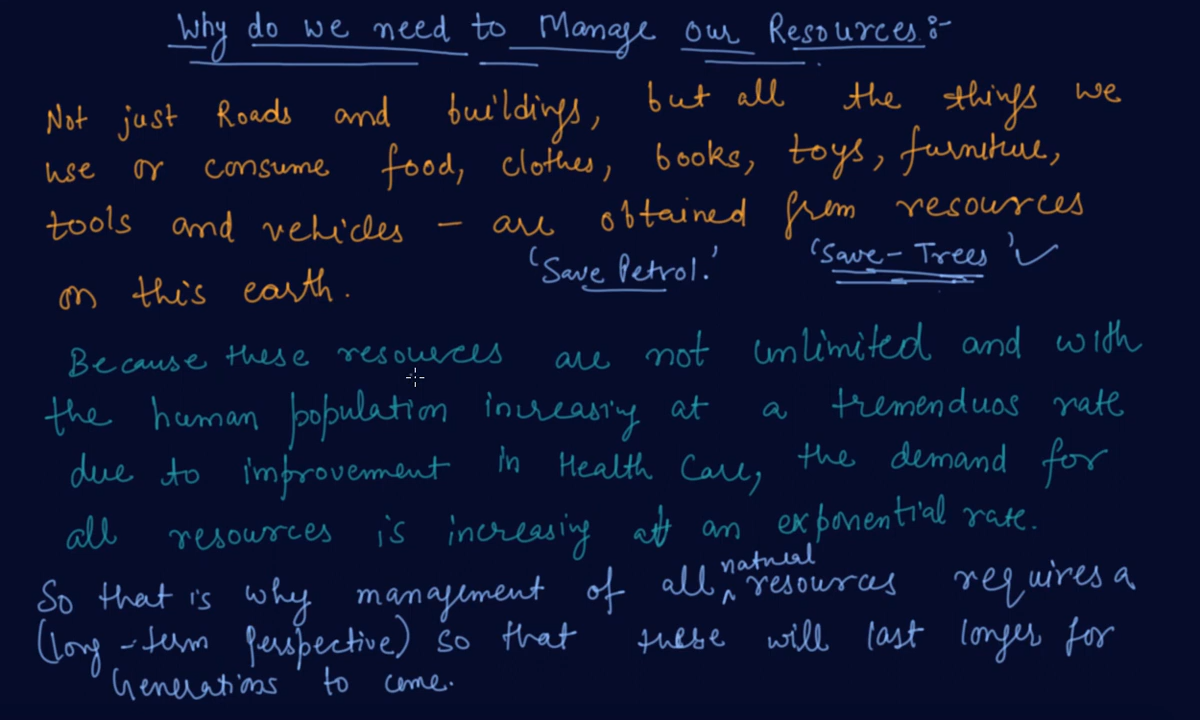 Why do we need to Manage our Resources:-
Not just Roads and buildings, but all the things we
use or consume food, clothes, books, toys, furniture,
tools and vehicles - are obtained from resources
on this earth.
'Save Petrol.' 'Save-Trees'
Because these resources are not unlimited and with
the human population increasing at a tremenduos rate
due to improvement in Health Care, the demand for
all resources is increasing at an exponential rate.
So that is why management of all natural resources requires a
(long-term perspective) so that these will last longer for
Generations to come.